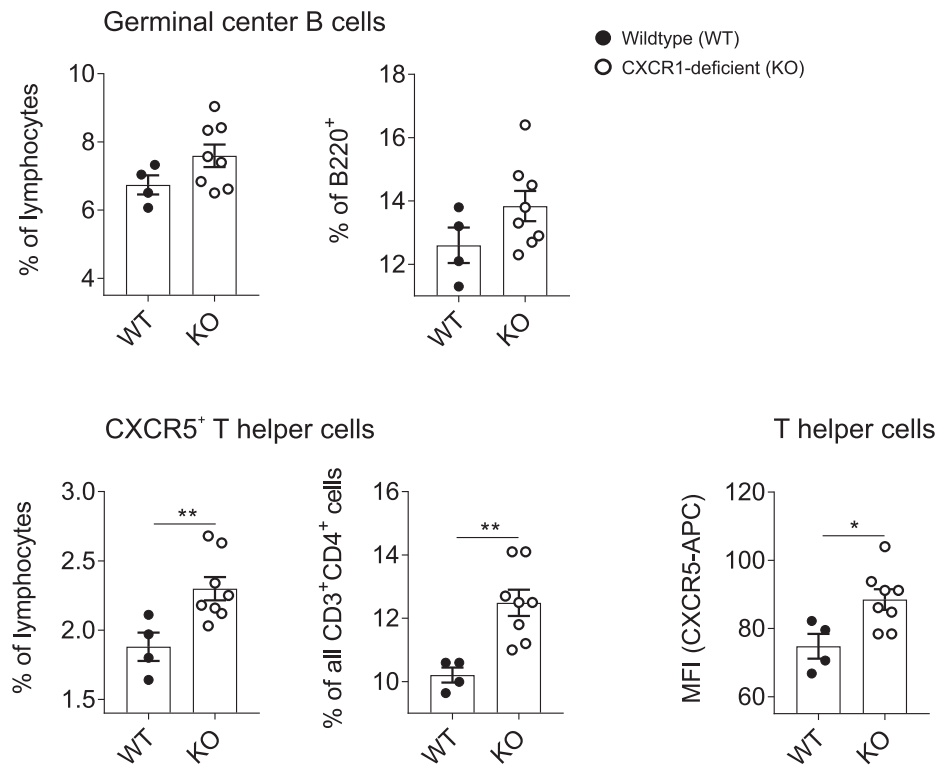 Germinal center B cells
Wildtype (WT)
CXCR1-deficient (KO)
% of lymphocytes
10
8
6
4
WT
KO
% of B220⁺
18
16
14
12
WT
KO
CXCR5⁺ T helper cells
% of lymphocytes
3.0
2.5
2.0
1.5
**
WT
KO
% of all CD3⁺CD4⁺ cells
16
14
12
10
**
WT
KO
T helper cells
MFI (CXCR5-APC)
120
100
80
60
*
WT
KO